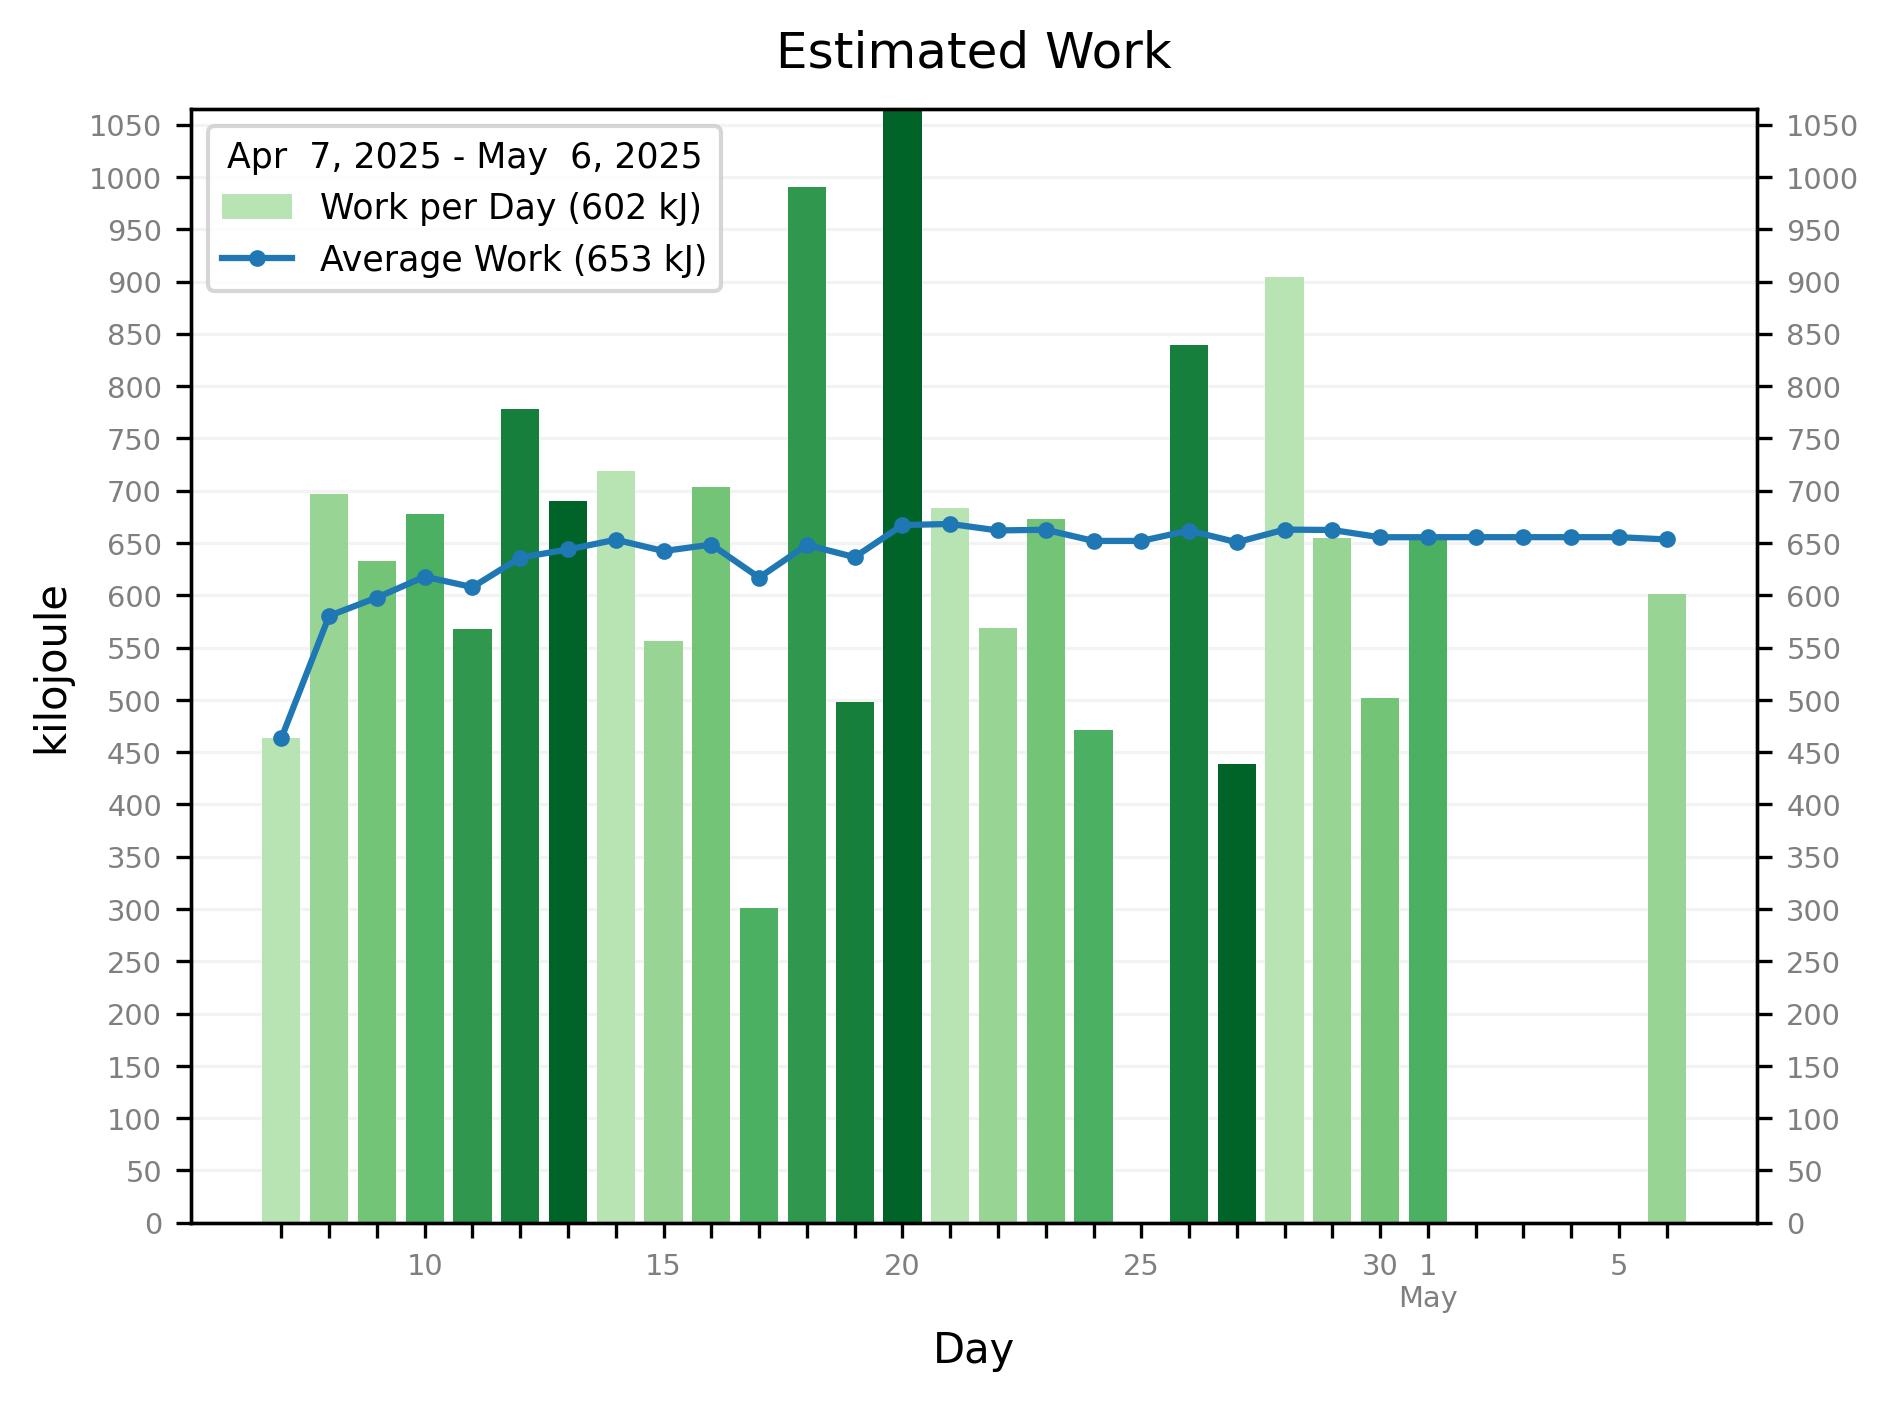 Estimated Work
Apr  7, 2025 - May  6, 2025
Work per Day (602 kJ)
Average Work (653 kJ)
kilojoule
1050 1050
1000 1000
950 950
900 900
850 850
800 800
750 750
700 700
650 650
600 600
550 550
500 500
450 450
400 400
350 350
300 300
250 250
200 200
150 150
100 100
50 50
0 0
10 15 20 25 30 1 5
May
Day